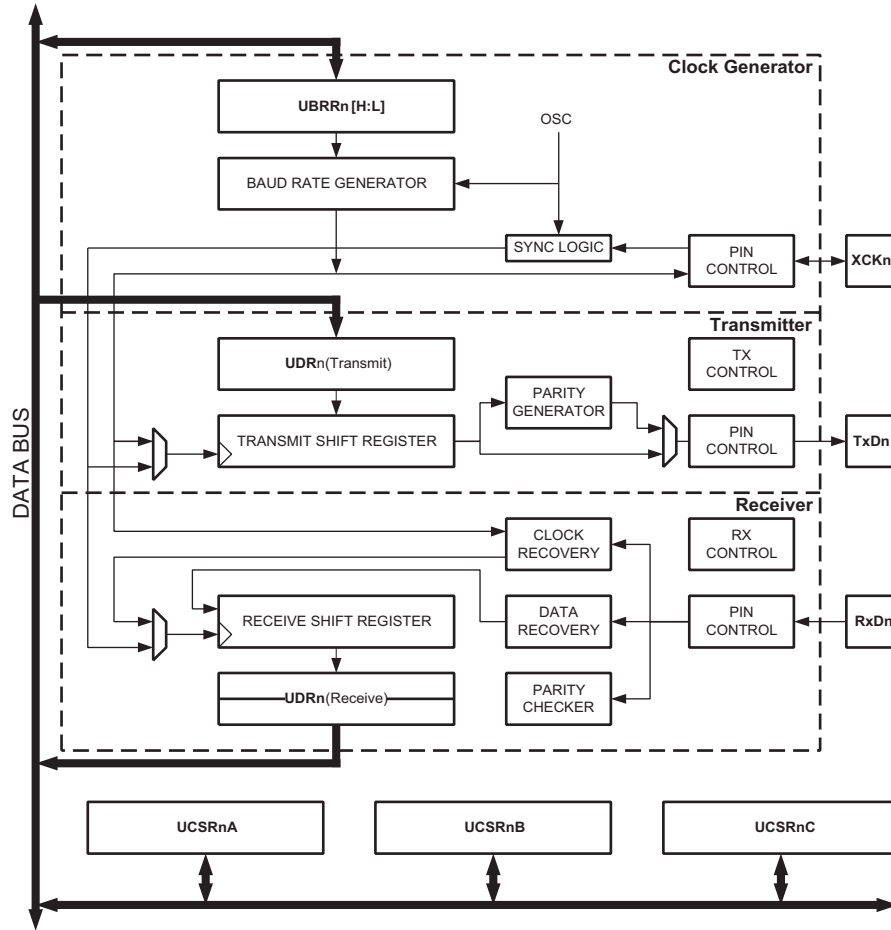 Clock Generator
UBRRn [H:L]
OSC
BAUD RATE GENERATOR
SYNC LOGIC
PIN
CONTROL
XCKn
Transmitter
UDRn(Transmit)
TX
CONTROL
PARITY
GENERATOR
TRANSMIT SHIFT REGISTER
PIN
CONTROL
TxDn
DATA BUS
Receiver
CLOCK
RECOVERY
RX
CONTROL
RECEIVE SHIFT REGISTER
DATA
RECOVERY
PIN
CONTROL
RxDn
UDRn(Receive)
PARITY
CHECKER
UCSRnA
UCSRnB
UCSRnC